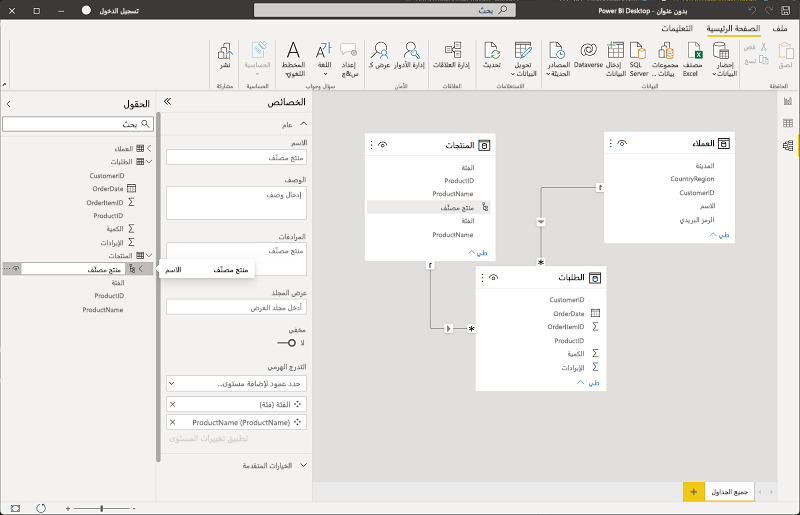 بدون عنوان - Power BI Desktop
بحث
تسجيل الدخول
ملف
الصفحة الرئيسية
التعليمات
لصق
قص
نسخ
الحافظة
إحضار البيانات
مصنف Excel
مجموعات بيانات ...
SQL Server
إدخال البيانات
Dataverse
المصادر الحديثة
البيانات
تحويل البيانات
تحديث
الاستعلامات
إدارة العلاقات
العلاقات
إدارة الأدوار
عرض كـ
الأمان
إعداد س&ج
اللغة
المخطط اللغوي
سؤال وجواب
الحساسية
الحساسية
نشر
مشاركة
المنتجات
الفئة
ProductID
ProductName
منتج مصنّف
الفئة
ProductName
طي
العملاء
المدينة
CountryRegion
CustomerID
الاسم
الرمز البريدي
طي
1
1
*
*
الطلبات
CustomerID
OrderDate
OrderItemID
ProductID
الكمية
الإيرادات
طي
جميع الجداول
+
الخصائص
عام
الاسم
منتج مصنّف
الوصف
إدخال وصف
المرادفات
منتج مصنّف
عرض المجلد
أدخل مجلد العرض
مخفي
لا
التدرج الهرمي
حدد عمود لإضافة مستوى...
الفئة (فئة)
ProductName (ProductName)
تطبيق تغييرات المستوى
الخيارات المتقدمة
الحقول
بحث
العملاء
الطلبات
CustomerID
OrderDate
OrderItemID
ProductID
الكمية
الإيرادات
المنتجات
منتج مصنّف
الاسم
منتج مصنّف
الفئة
ProductID
ProductName